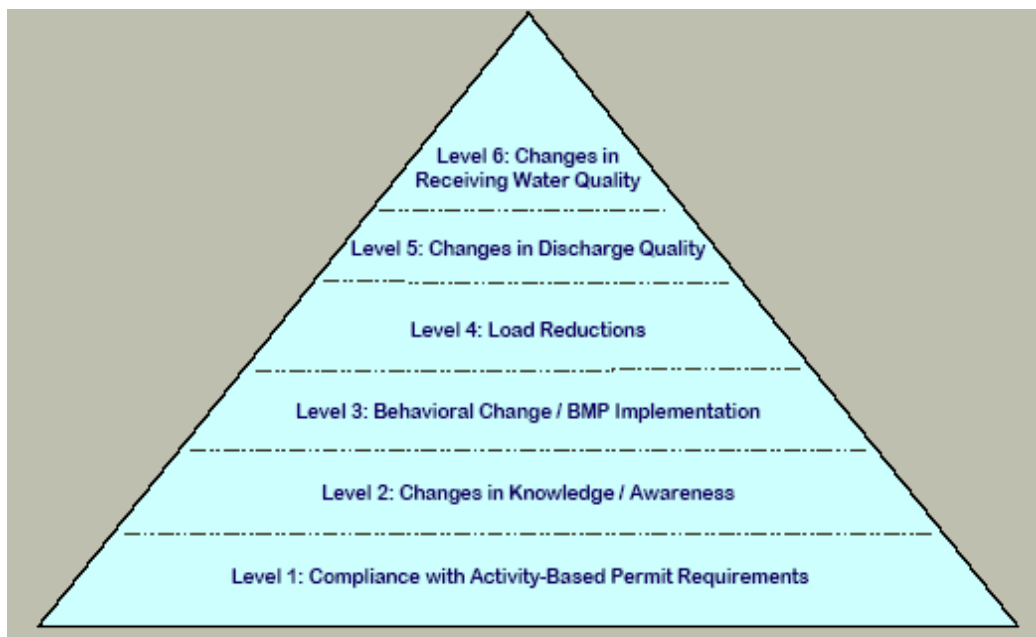 Level 6: Changes in
Receiving Water Quality
Level 5: Changes in Discharge Quality
Level 4: Load Reductions
Level 3: Behavioral Change / BMP Implementation
Level 2: Changes in Knowledge / Awareness
Level 1: Compliance with Activity-Based Permit Requirements